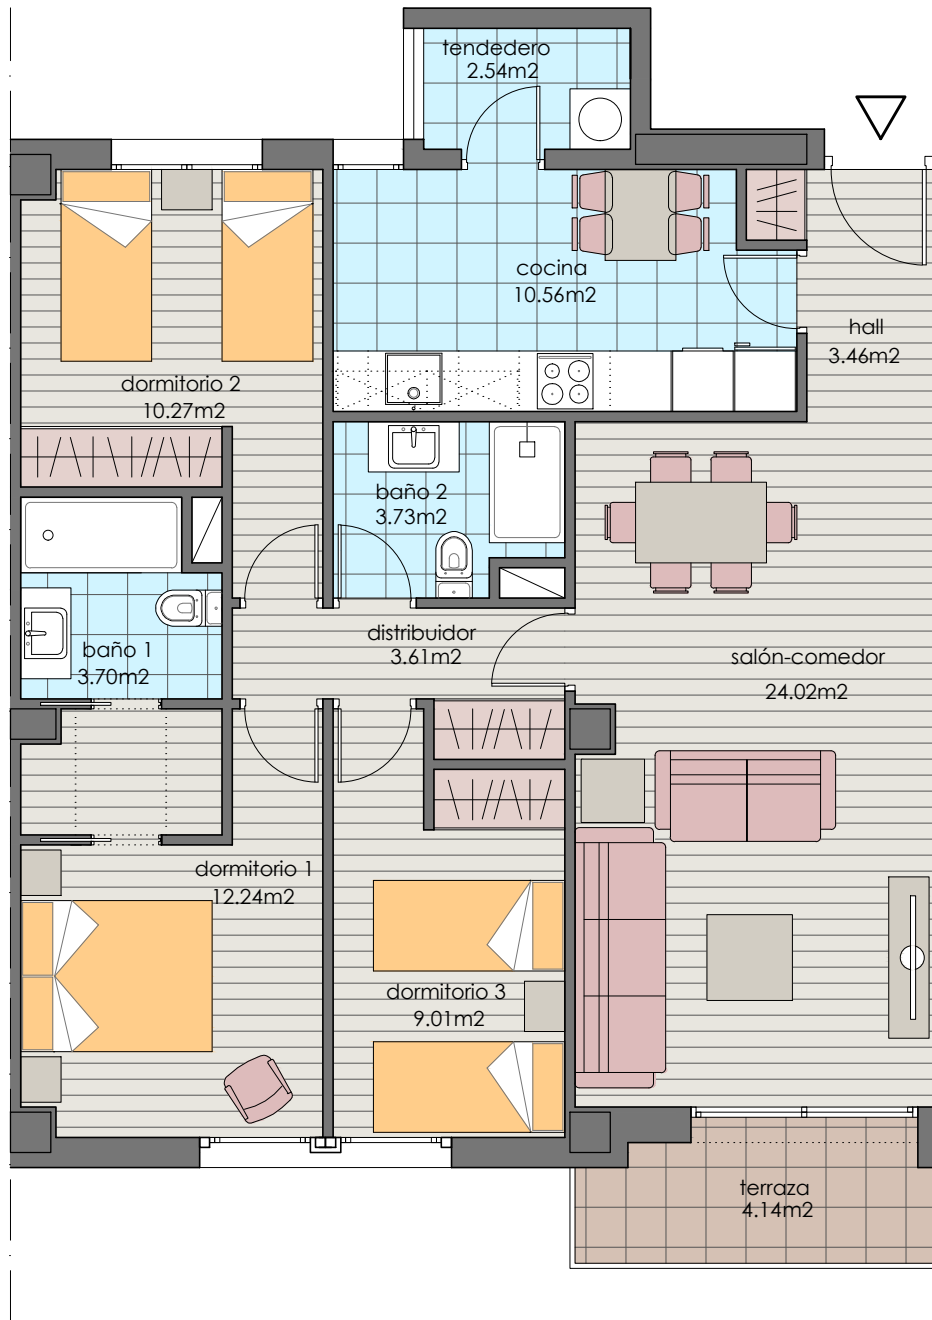 tendedero
2.54m2
cocina
10.56m2
hall
3.46m2
dormitorio 2
10.27m2
baño 2
3.73m2
distribuidor
3.61m2
baño 1
3.70m2
salón-comedor
24.02m2
dormitorio 1
12.24m2
dormitorio 3
9.01m2
terraza
4.14m2